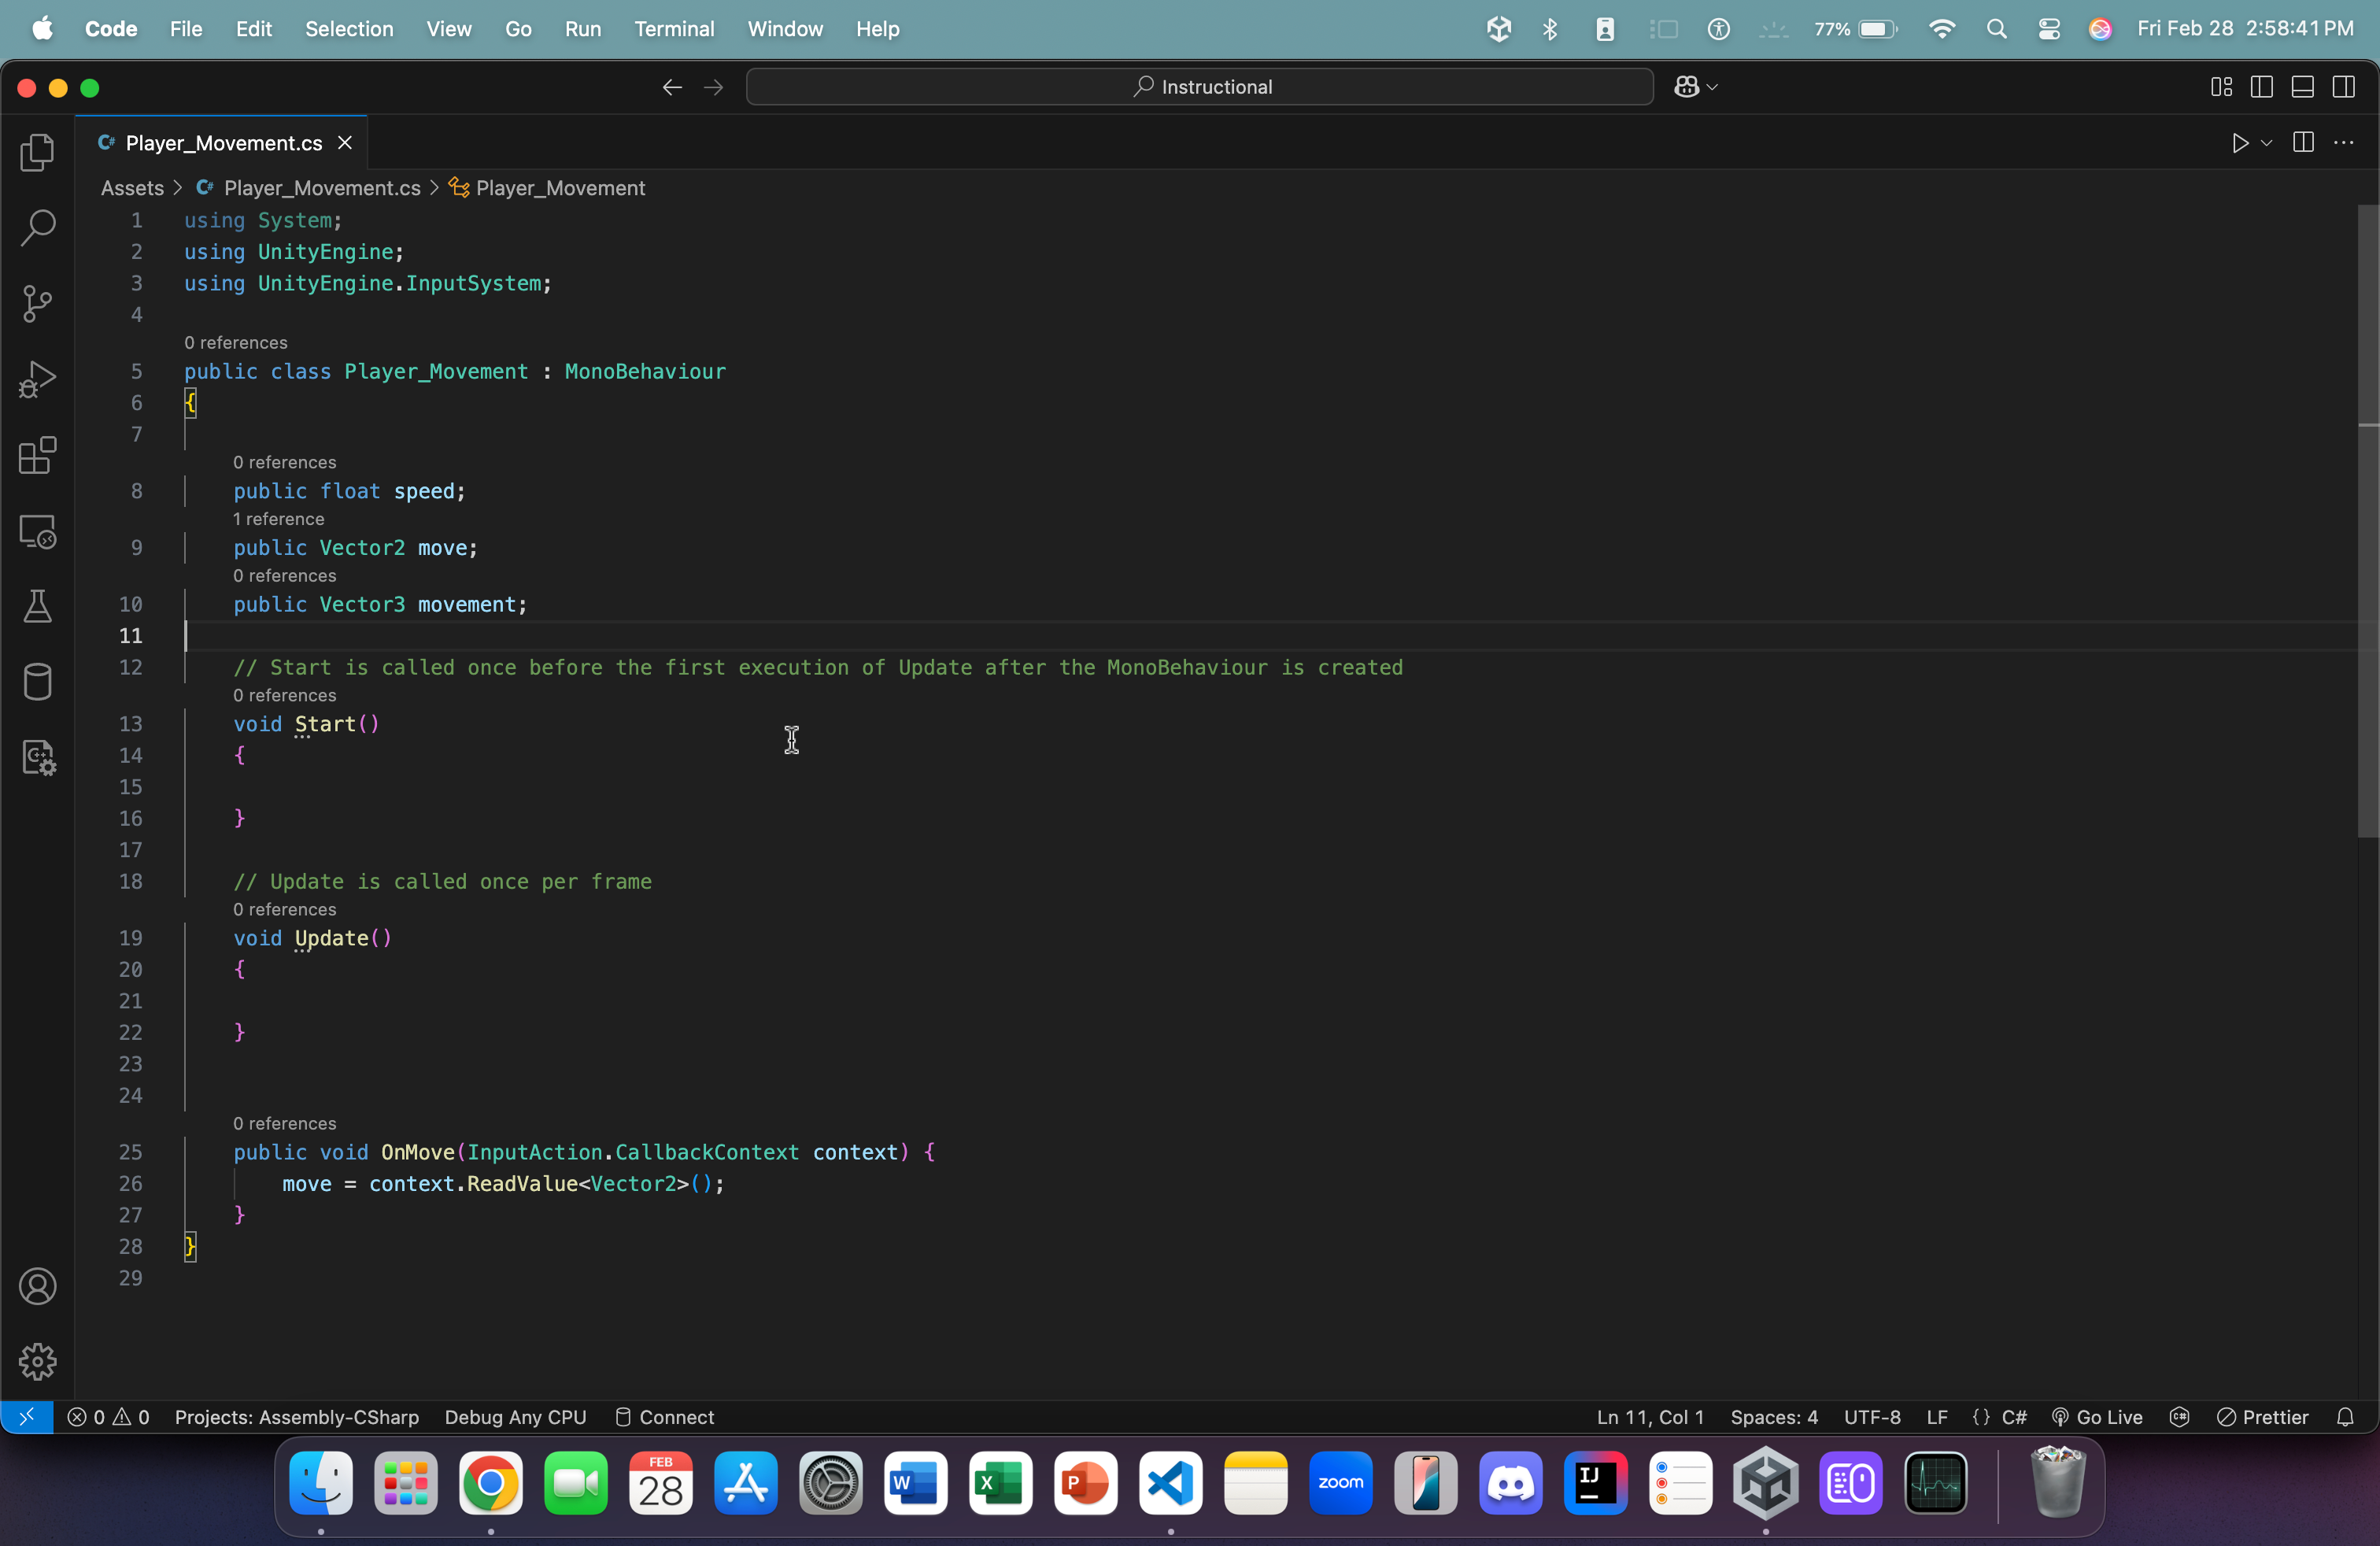 Code File Edit Selection View Go Run Terminal Window Help 77% Fri Feb 28 2:58:41 PM
Instructional
C# Player_Movement.cs
Assets > C# Player_Movement.cs > Player_Movement
1 using System;
2 using UnityEngine;
3 using UnityEngine.InputSystem;
4
0 references
5 public class Player_Movement : MonoBehaviour
6 {
7
0 references
8 public float speed;
1 reference
9 public Vector2 move;
0 references
10 public Vector3 movement;
11
12 // Start is called once before the first execution of Update after the MonoBehaviour is created
0 references
13 void Start()
14 {
15
16 }
17
18 // Update is called once per frame
0 references
19 void Update()
20 {
21
22 }
23
24
0 references
25 public void OnMove(InputAction.CallbackContext context) {
26 move = context.ReadValue<Vector2>();
27 }
28 }
29
0 0 Projects: Assembly-CSharp Debug Any CPU Connect Ln 11, Col 1 Spaces: 4 UTF-8 LF {} C# Go Live Prettier
FEB
28
W
X
P
zoom
IJ